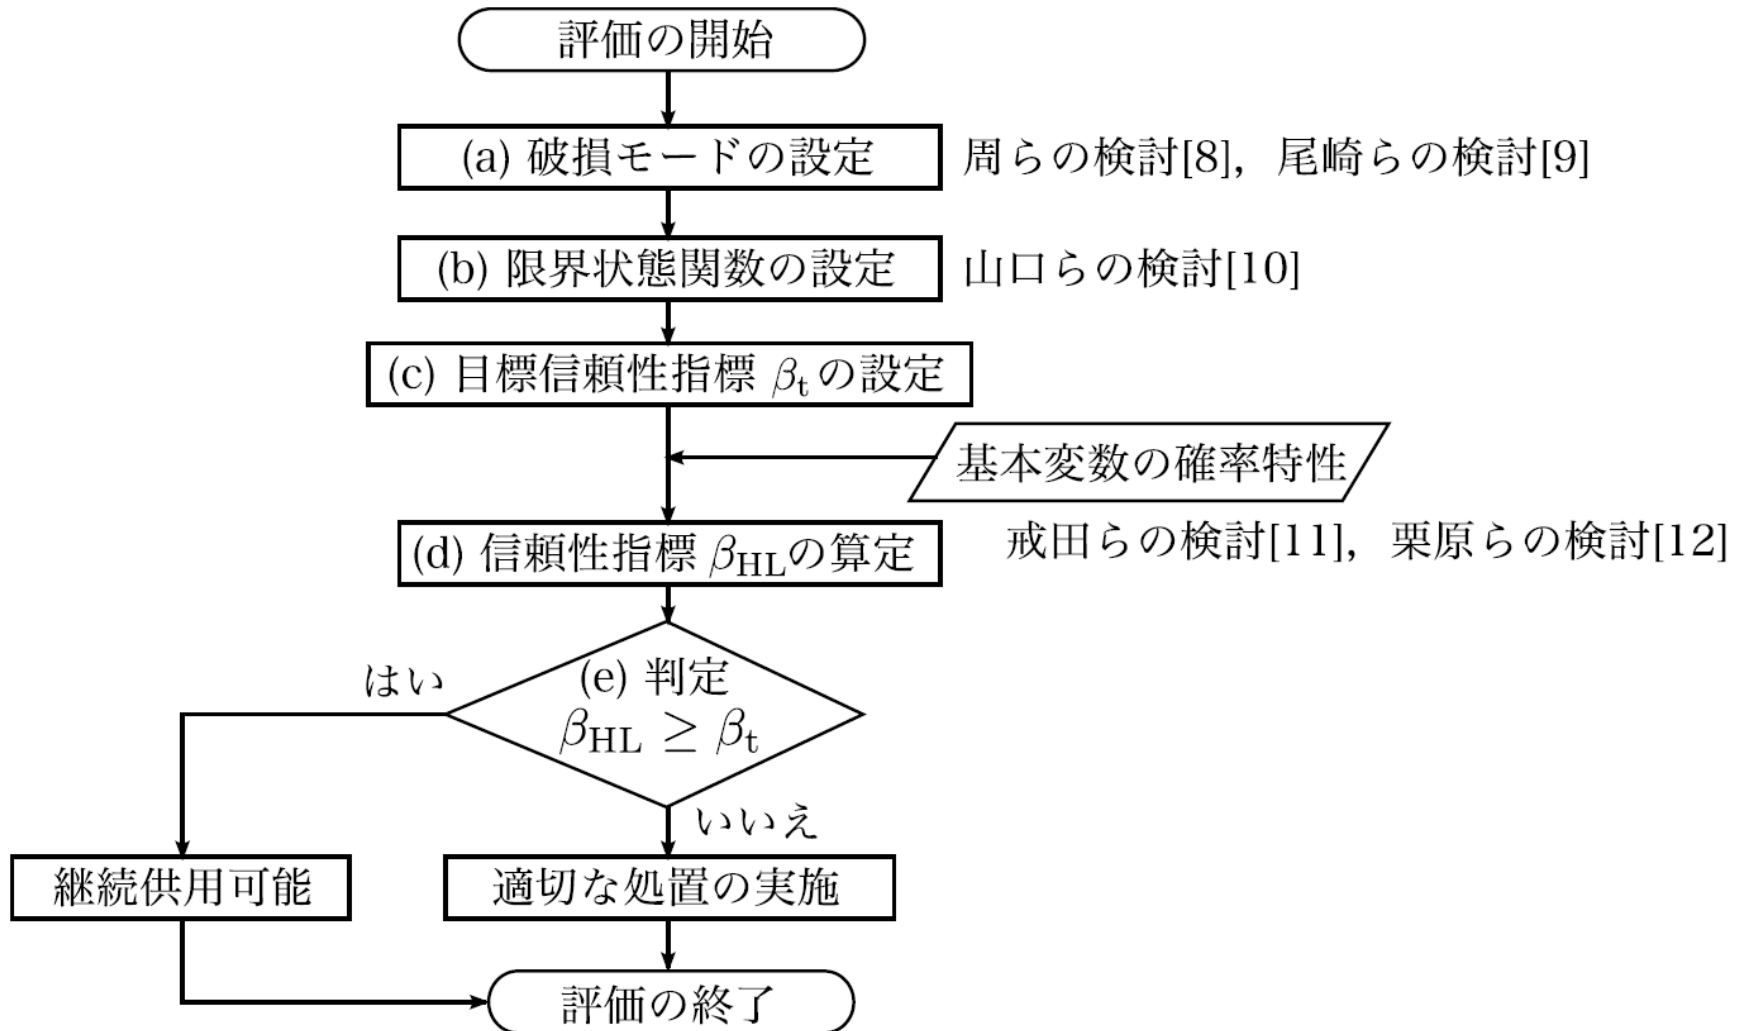 評価の開始
(a) 破損モードの設定 周らの検討[8]，尾崎らの検討[9]
(b) 限界状態関数の設定 山口らの検討[10]
(c) 目標信頼性指標 βtの設定
基本変数の確率特性
(d) 信頼性指標 βHLの算定 戒田らの検討[11]，栗原らの検討[12]
はい
(e) 判定
βHL ≥ βt
いいえ
継続供用可能 適切な処置の実施
評価の終了